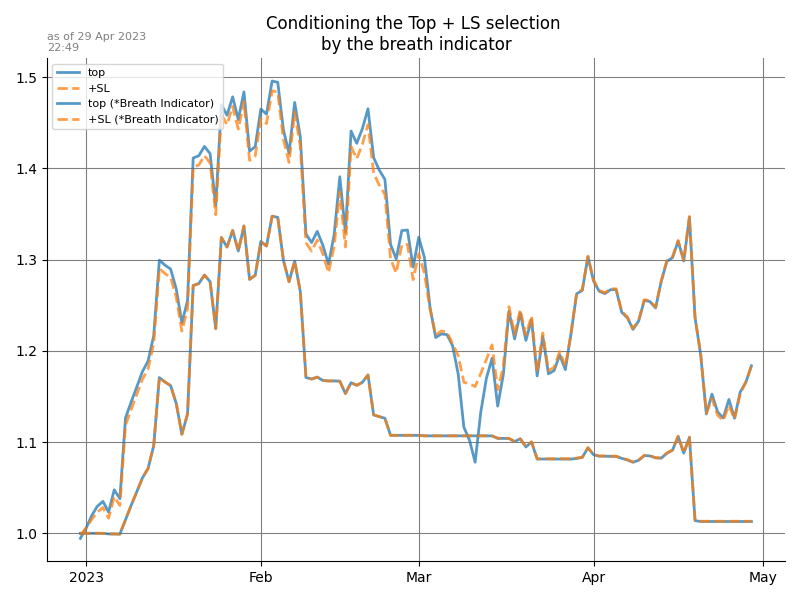 Conditioning the Top + LS selection
by the breath indicator
as of 29 Apr 2023
22:49
top
+SL
top (*Breath Indicator)
+SL (*Breath Indicator)
1.5
1.4
1.3
1.2
1.1
1.0
2023 Feb Mar Apr May